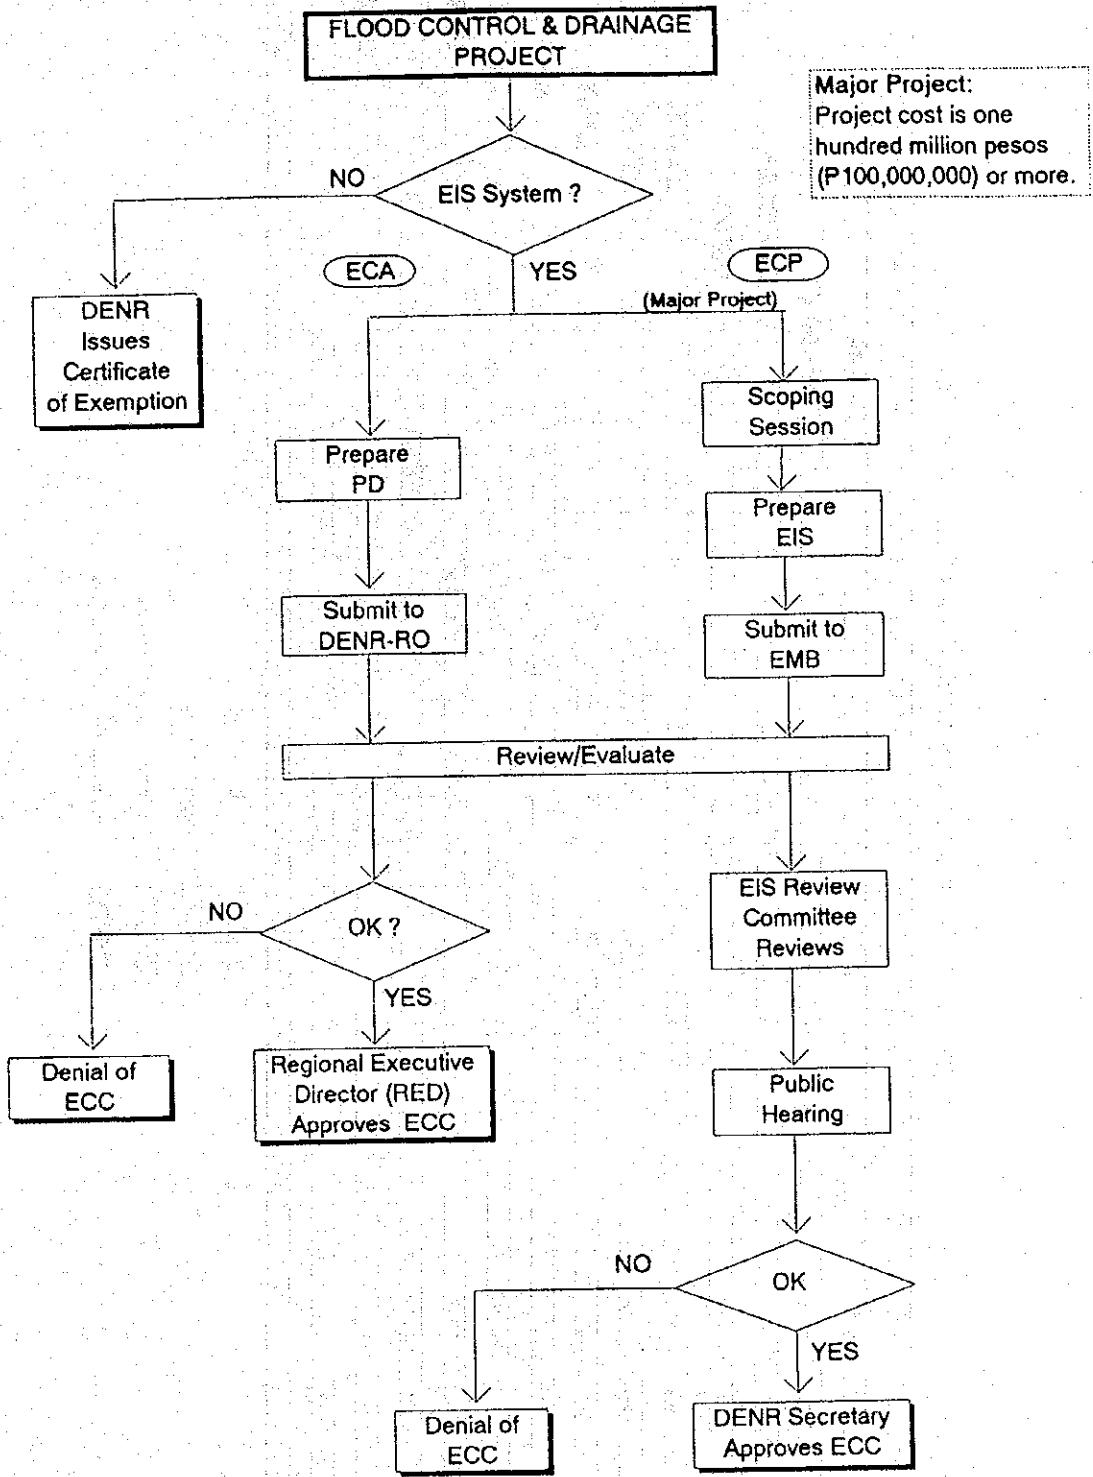 FLOOD CONTROL & DRAINAGE
PROJECT
Major Project:
Project cost is one
hundred million pesos
(P100,000,000) or more.
NO
EIS System ?
ECA
YES
ECP
(Major Project)
DENR
Issues
Certificate
of Exemption
Scoping
Session
Prepare
PD
Prepare
EIS
Submit to
DENR-RO
Submit to
EMB
Review/Evaluate
EIS Review
Committee
Reviews
NO
OK ?
YES
Denial of
ECC
Regional Executive
Director (RED)
Approves ECC
Public
Hearing
NO
OK
YES
Denial of
ECC
DENR Secretary
Approves ECC